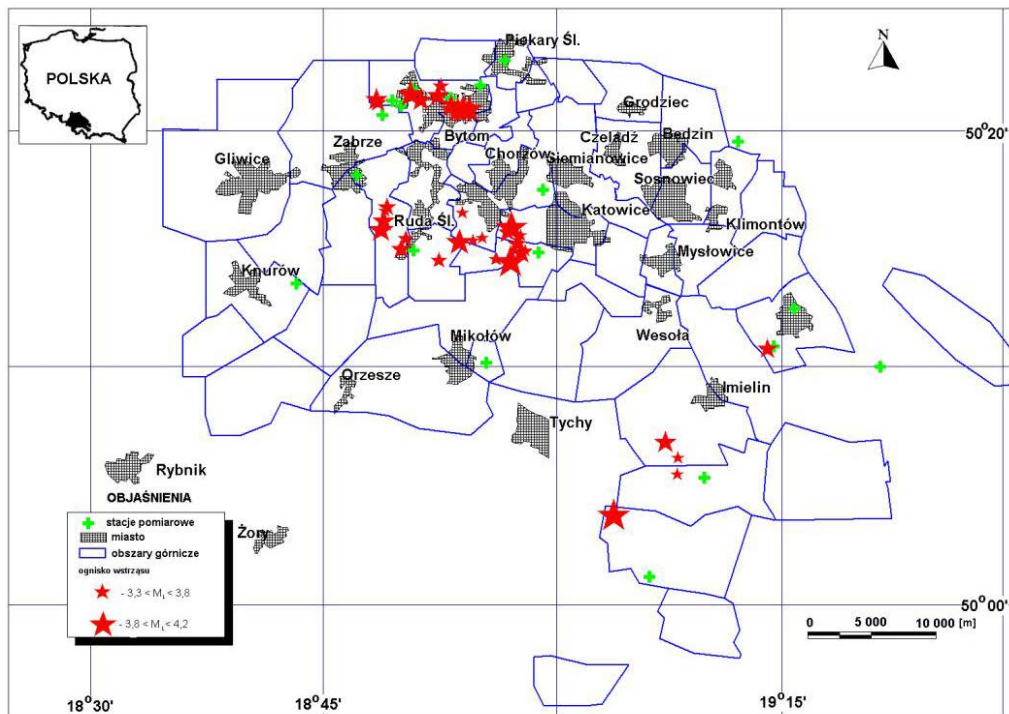 POLSKA
N
Piekary Śl.
Grodziec
50° 20'
Bytom
Czeladź
Będzin
Zabrze
Gliwice
Chorzów
Siemianowice
Sosnowiec
Ruda Śl.
Katowice
Klimontów
Mysłowice
Knurów
Wesoła
Mikołów
Orzesze
Imielin
Tychy
Rybnik
OBJAŚNIENIA
stacje pomiarowe
miasto
obszary górnicze
ognisko wstrząsu
- 3,3 < M L < 3,8
- 3,8 < M L < 4,2
Żory
50° 00'
0 5 000 10 000 [m]
18° 30'
18° 45'
19° 15'